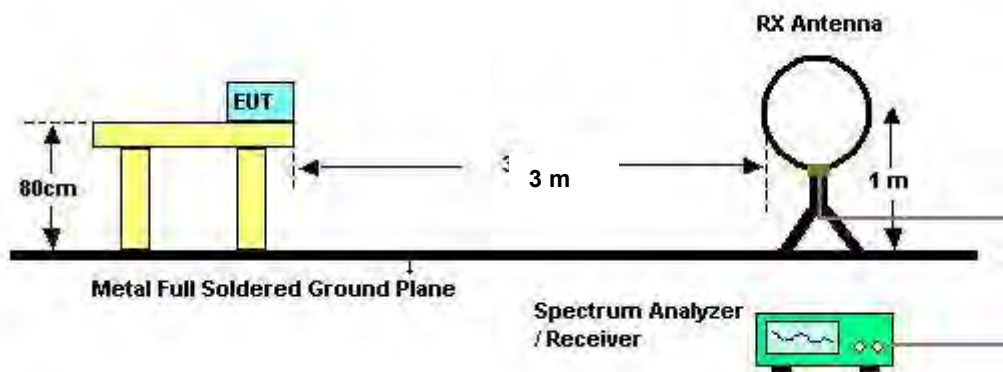 RX Antenna
EUT
80cm
3 m
1 m
Metal Full Soldered Ground Plane
Spectrum Analyzer
/ Receiver